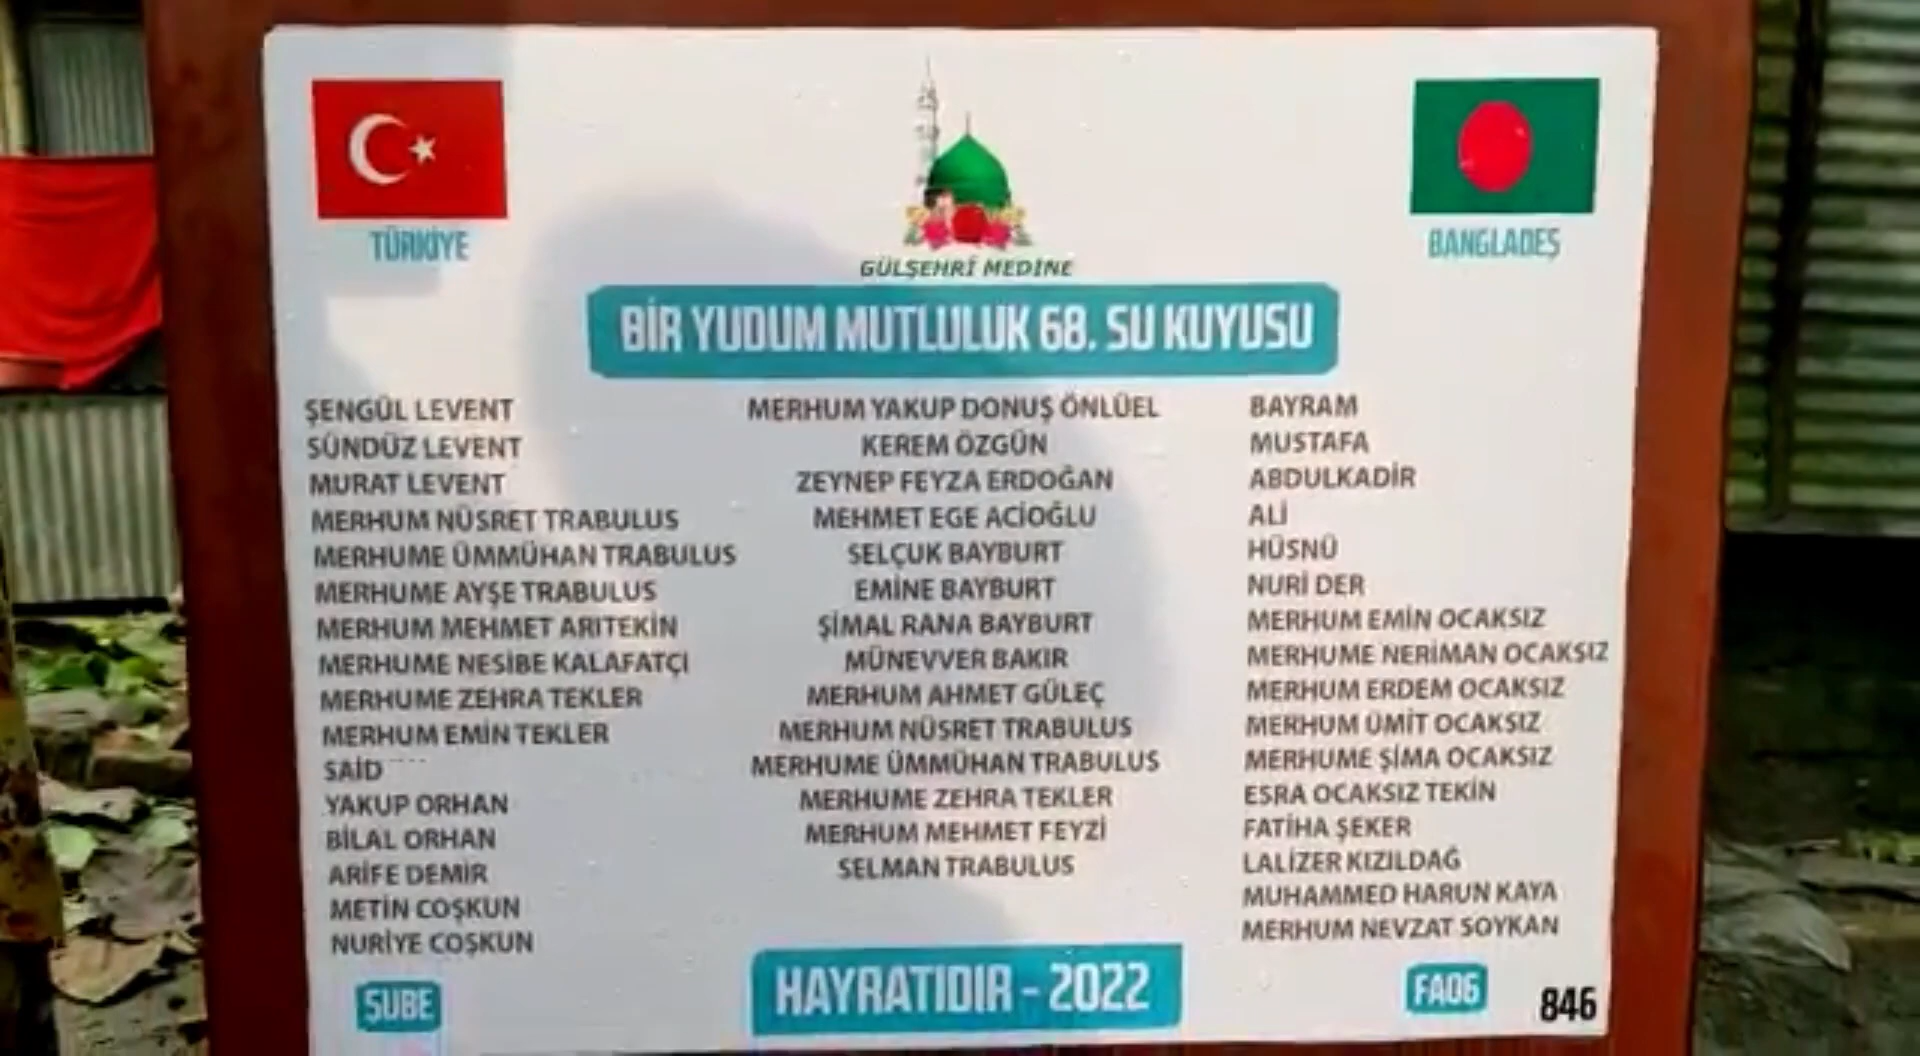 TÜRKİYE
GÜLŞEHRİ MEDİNE
BANGLADEŞ
BİR YUDUM MUTLULUK 68. SU KUYUSU
ŞENGÜL LEVENT
SÜNDÜZ LEVENT
MURAT LEVENT
MERHUM NÜSRET TRABULUS
MERHUME ÜMMÜHAN TRABULUS
MERHUME AYŞE TRABULUS
MERHUM MEHMET ARITEKİN
MERHUME NESİBE KALAFATÇI
MERHUME ZEHRA TEKLER
MERHUM EMİN TEKLER
SAİD
YAKUP ORHAN
BİLAL ORHAN
ARİFE DEMİR
METİN COŞKUN
NURİYE COŞKUN
MERHUM YAKUP DONUŞ ÖNLÜEL
KEREM ÖZGÜN
ZEYNEP FEYZA ERDOĞAN
MEHMET EGE ACİOĞLU
SELÇUK BAYBURT
EMİNE BAYBURT
ŞİMAL RANA BAYBURT
MÜNEVVER BAKIR
MERHUM AHMET GÜLEÇ
MERHUM NÜSRET TRABULUS
MERHUME ÜMMÜHAN TRABULUS
MERHUME ZEHRA TEKLER
MERHUM MEHMET FEYZİ
SELMAN TRABULUS
BAYRAM
MUSTAFA
ABDULKADİR
ALİ
HÜSNÜ
NURİ DER
MERHUM EMİN OCAKSIZ
MERHUME NERİMAN OCAKSIZ
MERHUM ERDEM OCAKSIZ
MERHUM ÜMİT OCAKSIZ
MERHUME ŞİMA OCAKSIZ
ESRA OCAKSIZ TEKİN
FATİHA ŞEKER
LALİZER KIZILDAĞ
MUHAMMED HARUN KAYA
MERHUM NEVZAT SOYKAN
ŞUBE
HAYRATIDIR - 2022
FA06
846